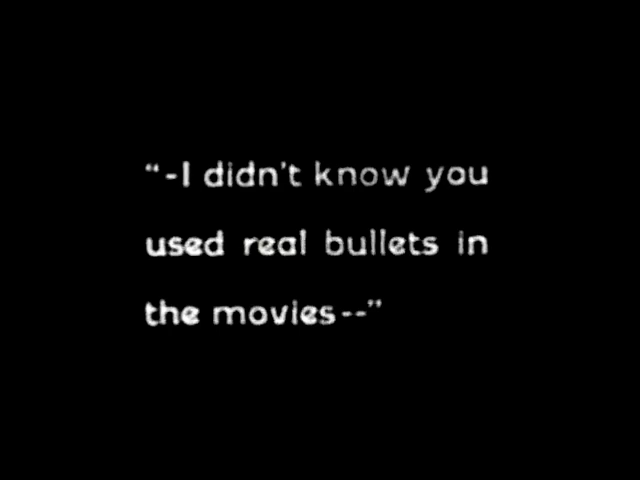 “-I didn't know you
used real bullets in
the movies--”